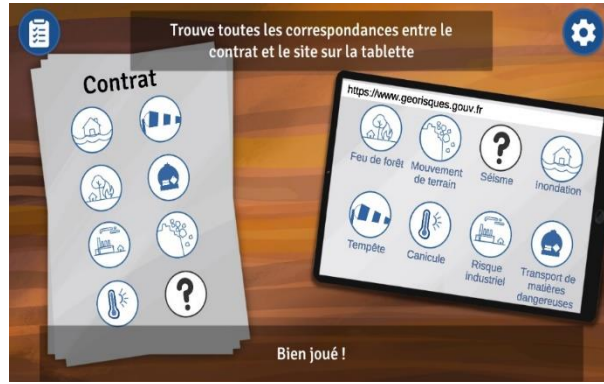 Trouve toutes les correspondances entre le
contrat et le site sur la tablette
Contrat
?
https://www.georisques.gouv.fr
Feu de forêt
Mouvement
de terrain
?
Séisme
Inondation
Tempête
Canicule
Risque
industriel
Transport de
matières
dangereuses
Bien joué !